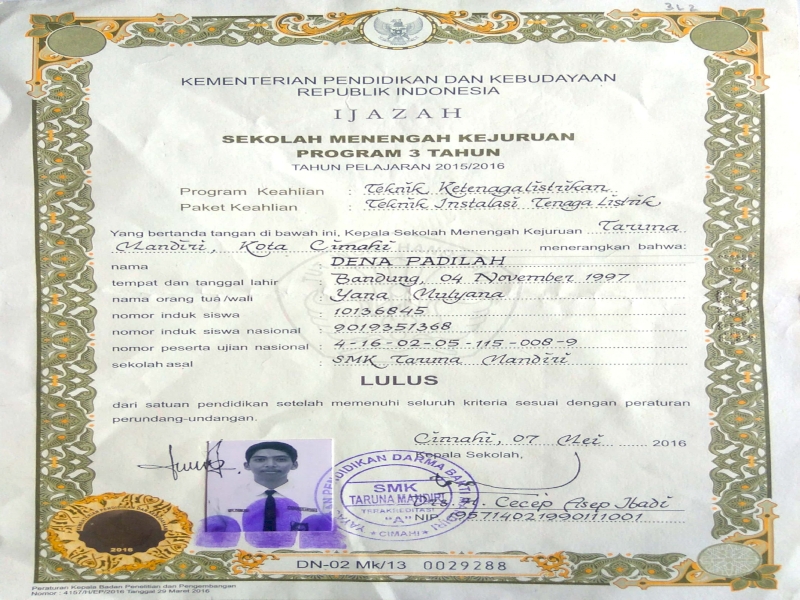 3L2
KEMENTERIAN PENDIDIKAN DAN KEBUDAYAAN
REPUBLIK INDONESIA
IJAZAH
SEKOLAH MENENGAH KEJURUAN
PROGRAM 3 TAHUN
TAHUN PELAJARAN 2015/2016
Program Keahlian : Teknik Ketenagalistrikan
Paket Keahlian : Teknik Instalasi Tenaga Listrik
Yang bertanda tangan di bawah ini, Kepala Sekolah Menengah Kejuruan Taruna
Mandiri, Kota Cimahi menerangkan bahwa:
nama : DENA PADILAH
tempat dan tanggal lahir : Bandung, 04 November 1997
nama orang tua/wali : Yana Mulyana
nomor induk siswa : 10136845
nomor induk siswa nasional : 9019351368
nomor peserta ujian nasional : 4-16-02-05-115-008-9
sekolah asal : SMK Taruna Mandiri
LULUS
dari satuan pendidikan setelah memenuhi seluruh kriteria sesuai dengan peraturan
perundang-undangan.
Cimahi, 07 Mei 2016
Kepala Sekolah,
PENDIDIKAN DARMA
SMK
TARUNA MANDIRI
TERAKREDITASI
"A"
CIMAHI
Cecep Asep Hadi
NIP 196714021990111001
2016
DN-02 Mk/13 0029288
Peraturan Kepala Badan Penelitian dan Pengembangan
Nomor : 4157/H/EP/2016 Tanggal 29 Maret 2016